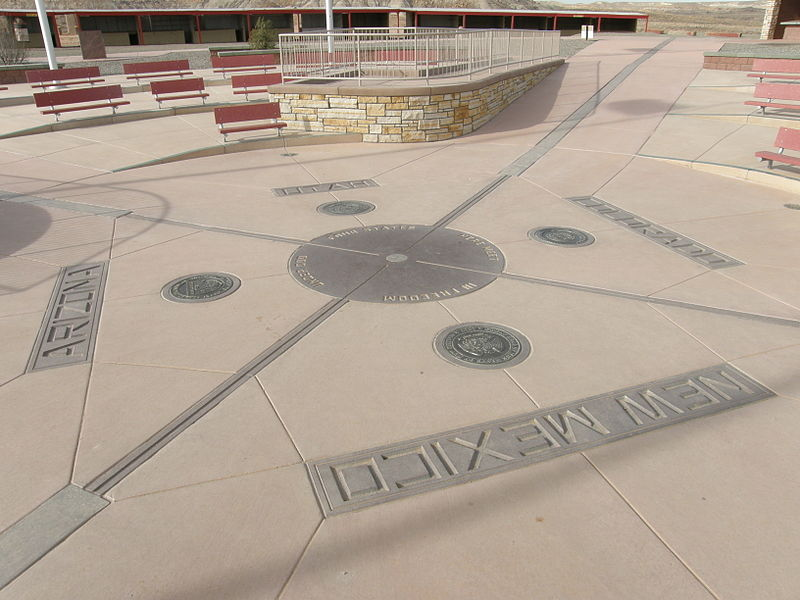 UTAH
COLORADO
FOUR STATES
HERE MEET
IN FREEDOM
UNDER GOD
ARIZONA
NEW MEXICO